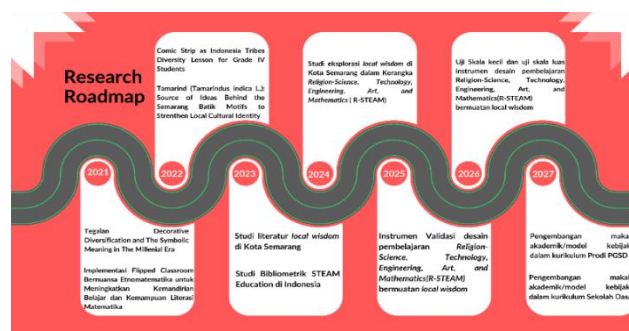 Research
Roadmap
Comic Strip as Indonesia Tribes
Diversity Lesson for Grade IV
Students
Tamarind (Tamarindus indica L.):
Source of Ideas Behind the
Semarang Batik Motifs to
Strenthen Local Cultural Identity
Studi eksplorasi local wisdom di
Kota Semarang dalam Kerangka
Religion-Science, Technology,
Engineering, Art, and
Mathematics ( R-STEAM)
Uji Skala kecil dan uji skala luas
instrumen desain pembelajaran
Religion-Science, Technology,
Engineering, Art, and
Mathematics(R-STEAM)
bermuatan local wisdom
2021
2022
2023
2024
2025
2026
2027
Tegalan Decorative
Diversification and The Symbolic
Meaning in The Millenial Era
Implementasi Flipped Classroom
Bernuansa Etnomatematika untuk
Meningkatkan Kemandirian
Belajar dan Kemampuan Literasi
Matematika
Studi literatur local wisdom
di Kota Semarang
Studi Bibliometrik STEAM
Education di Indonesia
Instrumen Validasi desain
pembelajaran Religion-
Science, Technology,
Engineering, Art, and
Mathematics(R-STEAM)
bermuatan local wisdom
Pengembangan maka
akademik/model kebijak
dalam kurikulum Prodi PGSD
Pengembangan maka
akademik/model kebijak
dalam kurikulum Sekolah Dasa